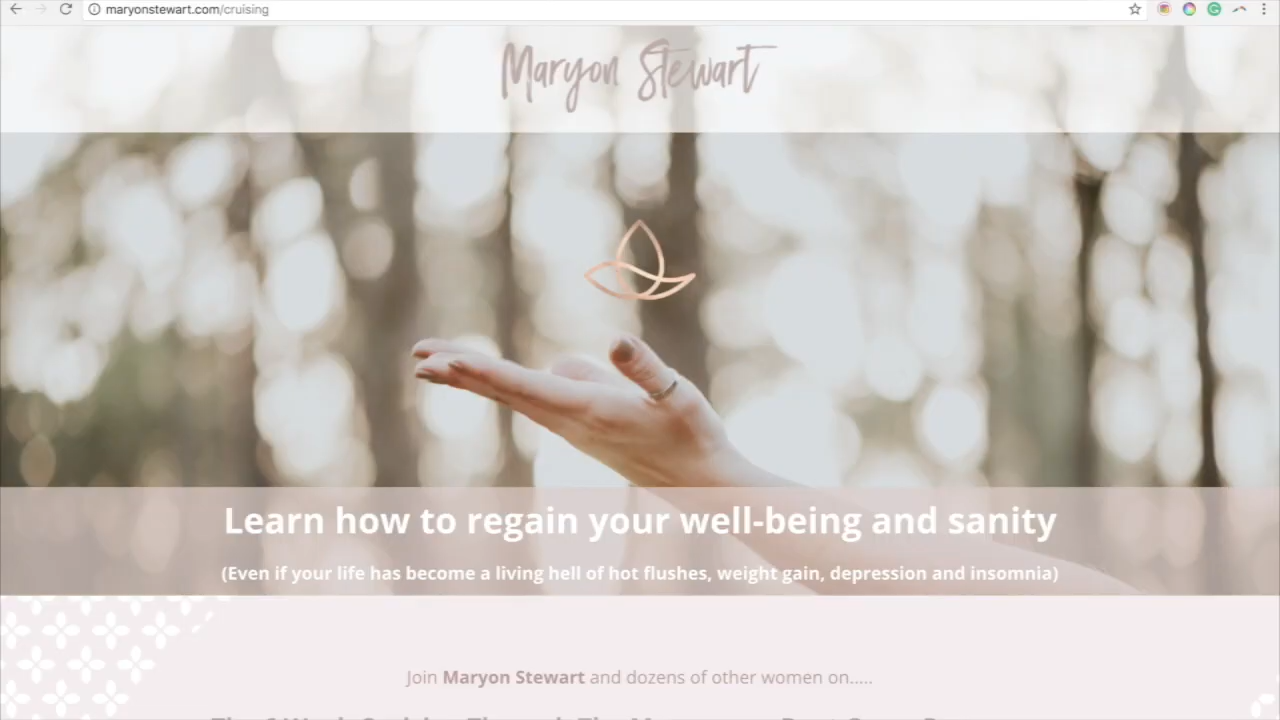 maryonstewart.com/cruising
Maryon Stewart
Learn how to regain your well-being and sanity
(Even if your life has become a living hell of hot flushes, weight gain, depression and insomnia)
Join Maryon Stewart and dozens of other women on.....